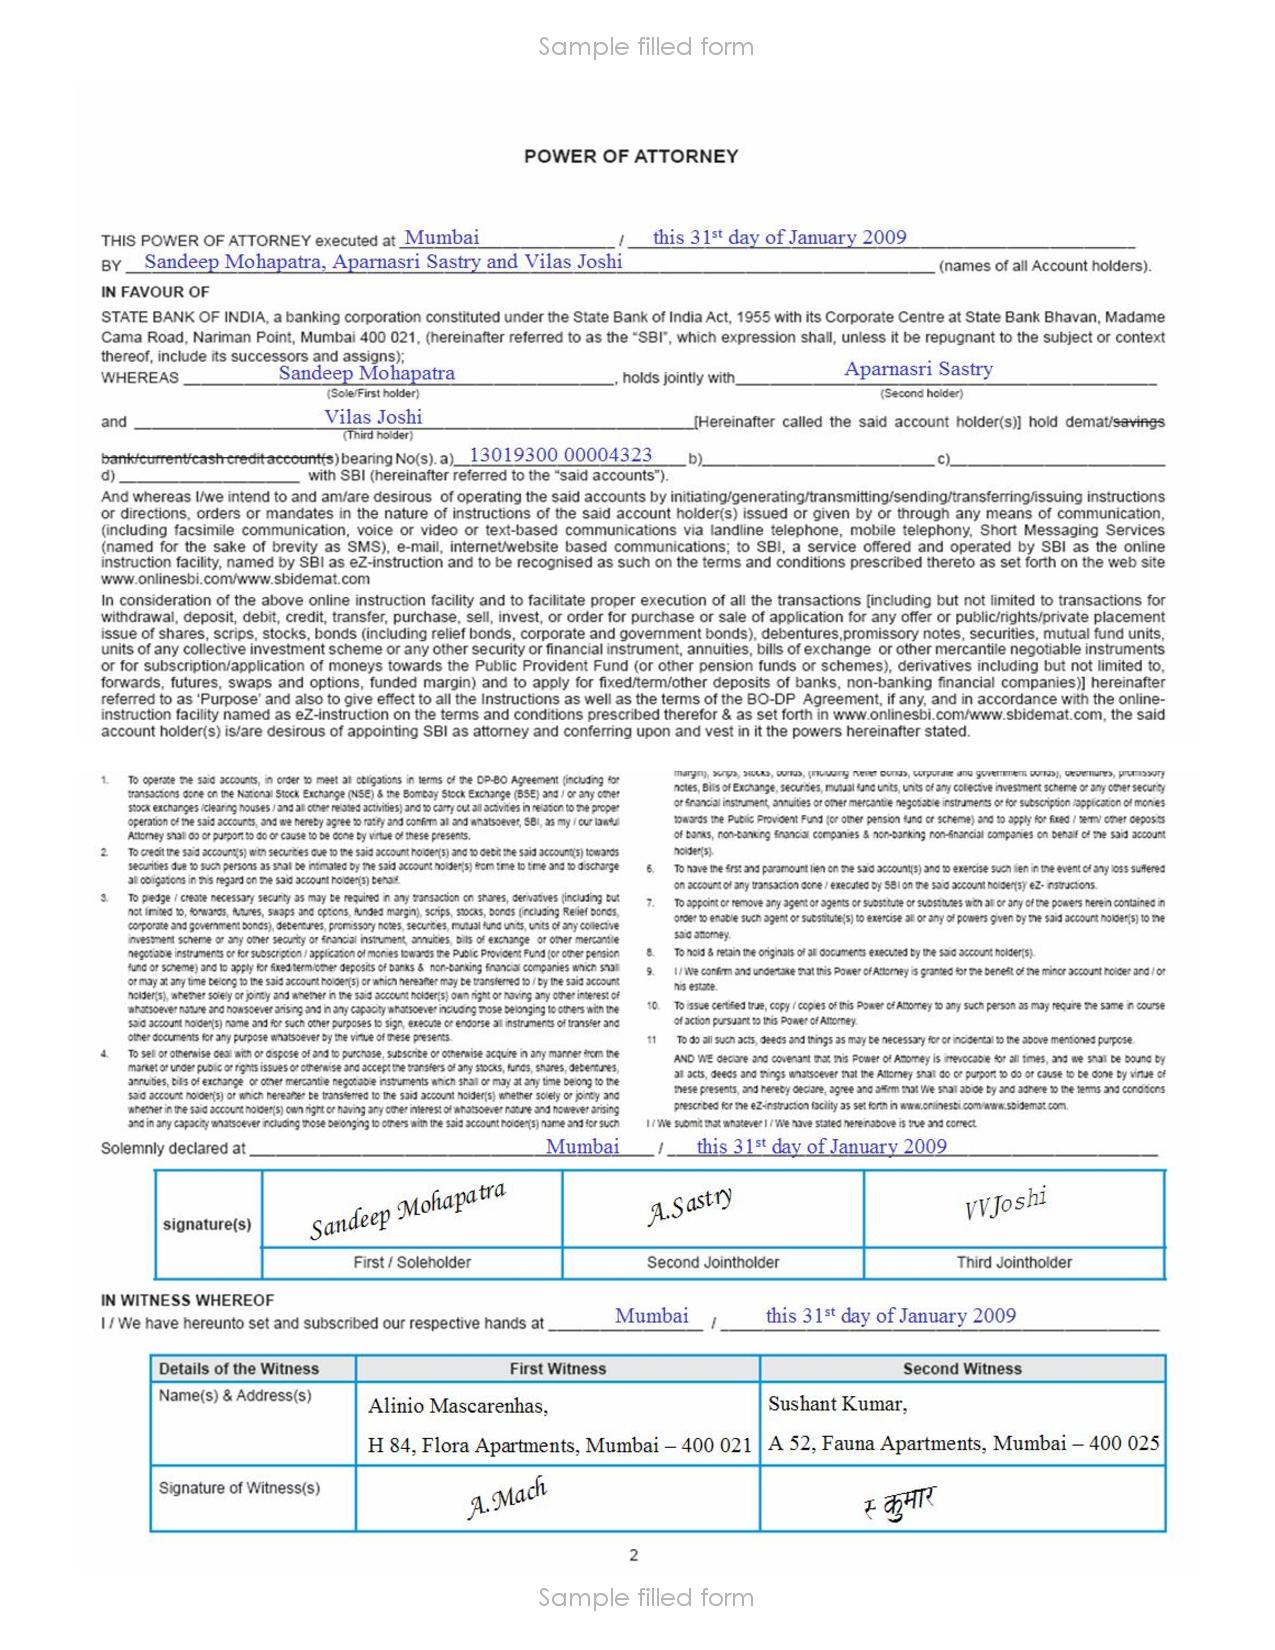 Sample filled form
POWER OF ATTORNEY
THIS POWER OF ATTORNEY executed at Mumbai / this 31st day of January 2009
BY Sandeep Mohapatra, Aparnasri Sastry and Vilas Joshi (names of all Account holders).
IN FAVOUR OF
STATE BANK OF INDIA, a banking corporation constituted under the State Bank of India Act, 1955 with its Corporate Centre at State Bank Bhavan, Madame
Cama Road, Nariman Point, Mumbai 400 021, (hereinafter referred to as the “SBI”, which expression shall, unless it be repugnant to the subject or context
thereof, include its successors and assigns);
WHEREAS Sandeep Mohapatra, holds jointly with Aparnasri Sastry
(Sole/First holder) (Second holder)
and Vilas Joshi [Hereinafter called the said account holder(s)] hold demat/savings
(Third holder)
bank/current/cash credit account(s) bearing No(s). a) 13019300 00004323 b) c)
d) with SBI (hereinafter referred to the “said accounts”).
And whereas I/we intend to and am/are desirous of operating the said accounts by initiating/generating/transmitting/sending/transferring/issuing instructions
or directions, orders or mandates in the nature of instructions of the said account holder(s) issued or given by or through any means of communication,
(including facsimile communication, voice or video or text-based communications via landline telephone, mobile telephony, Short Messaging Services
(named for the sake of brevity as SMS), e-mail, internet/website based communications; to SBI, a service offered and operated by SBI as the online
instruction facility, named by SBI as eZ-instruction and to be recognised as such on the terms and conditions prescribed thereto as set forth on the web site
www.onlinesbi.com/www.sbidemat.com
In consideration of the above online instruction facility and to facilitate proper execution of all the transactions [including but not limited to transactions for
withdrawal, deposit, debit, credit, transfer, purchase, sell, invest, or order for purchase or sale of application for any offer or public/rights/private placement
issue of shares, scrips, stocks, bonds (including relief bonds, corporate and government bonds), debentures,promissory notes, securities, mutual fund units,
units of any collective investment scheme or any other security or financial instrument, annuities, bills of exchange or other mercantile negotiable instruments
or for subscription/application of moneys towards the Public Provident Fund (or other pension funds or schemes), derivatives including but not limited to,
forwards, futures, swaps and options, funded margin) and to apply for fixed/term/other deposits of banks, non-banking financial companies)] hereinafter
referred to as ‘Purpose’ and also to give effect to all the Instructions as well as the terms of the BO-DP Agreement, if any, and in accordance with the online-
instruction facility named as eZ-instruction on the terms and conditions prescribed therefor & as set forth in www.onlinesbi.com/www.sbidemat.com, the said
account holder(s) is/are desirous of appointing SBI as attorney and conferring upon and vest in it the powers hereinafter stated.
1. To operate the said accounts, in order to meet all obligations in terms of the DP-BO Agreement (including for
transactions done on the National Stock Exchange (NSE) & the Bombay Stock Exchange (BSE) and / or any other
stock exchanges /clearing houses / and all other related activities) and to carry out all activities in relation to the proper
operation of the said accounts, and we hereby agree to ratify and confirm all and whatsoever, SBI, as my / our lawful
Attorney shall do or purport to do or cause to be done by virtue of these presents.
2. To credit the said account(s) with securities due to the said account holder(s) and to debit the said account(s) towards
securities due to such persons as shall be intimated by the said account holder(s) from time to time and to discharge
all obligations in this regard on the said account holder(s) behalf.
3. To pledge / create necessary security as may be required in any transaction on shares, derivatives (including but
not limited to, forwards, futures, swaps and options, funded margin), scrips, stocks, bonds (including Relief bonds,
corporate and government bonds), debentures, promissory notes, securities, mutual fund units, units of any collective
investment scheme or any other security or financial instrument, annuities, bills of exchange or other mercantile
negotiable instruments or for subscription / application of monies towards the Public Provident Fund (or other pension
fund or scheme) and to apply for fixed/term/other deposits of banks & non-banking financial companies which shall
or may at any time belong to the said account holder(s) or which hereafter may be transferred to / by the said account
holder(s), whether solely or jointly and whether in the said account holder(s) own right or having any other interest of
whatsoever nature and howsoever arising and in any capacity whatsoever including those belonging to others with the
said account holder(s) name and for such other purposes to sign, execute or endorse all instruments of transfer and
other documents for any purpose whatsoever by the virtue of these presents.
4. To sell or otherwise deal with or dispose of and to purchase, subscribe or otherwise acquire in any manner from the
market or under public or rights issues or otherwise and accept the transfers of any stocks, funds, shares, debentures,
annuities, bills of exchange or other mercantile negotiable instruments which shall or may at any time belong to the
said account holder(s) or which hereafter be transferred to the said account holder(s) whether solely or jointly and
whether in the said account holder(s) own right or having any other interest of whatsoever nature and however arising
and in any capacity whatsoever including those belonging to others with the said account holder(s) name and for such
margin), scrips, stocks, bonds, (including Relief Bonds, corporate and government bonds), debentures, promissory
notes, Bills of Exchange, securities, mutual fund units, units of any collective investment scheme or any other security
or financial instrument, annuities or other mercantile negotiable instruments or for subscription /application of monies
towards the Public Provident Fund (or other pension fund or scheme) and to apply for fixed / term/ other deposits
of banks, non-banking financial companies & non-banking non-financial companies on behalf of the said account
holder(s).
6. To have the first and paramount lien on the said account(s) and to exercise such lien in the event of any loss suffered
on account of any transaction done / executed by SBI on the said account holder(s)' eZ- instructions.
7. To appoint or remove any agent or agents or substitute or substitutes with all or any of the powers herein contained in
order to enable such agent or substitute(s) to exercise all or any of powers given by the said account holder(s) to the
said attorney.
8. To hold & retain the originals of all documents executed by the said account holder(s).
9. I / We confirm and undertake that this Power of Attorney is granted for the benefit of the minor account holder and / or
his estate.
10. To issue certified true, copy / copies of this Power of Attorney to any such person as may require the same in course
of action pursuant to this Power of Attorney.
11 To do all such acts, deeds and things as may be necessary for or incidental to the above mentioned purpose.
AND WE declare and covenant that this Power of Attorney is irrevocable for all times, and we shall be bound by
all acts, deeds and things whatsoever that the Attorney shall do or purport to do or cause to be done by virtue of
these presents, and hereby declare, agree and affirm that We shall abide by and adhere to the terms and conditions
prescribed for the eZ-instruction facility as set forth in www.onlinesbi.com/www.sbidemat.com.
I / We submit that whatever I / We have stated hereinabove is true and correct.
Solemnly declared at Mumbai / this 31st day of January 2009
signature(s) Sandeep Mohapatra A.Sastry VVJoshi
First / Soleholder Second Jointholder Third Jointholder
IN WITNESS WHEREOF
I / We have hereunto set and subscribed our respective hands at Mumbai / this 31st day of January 2009
Details of the Witness First Witness Second Witness
Name(s) & Address(s) Alinio Mascarenhas, Sushant Kumar,
H 84, Flora Apartments, Mumbai – 400 021 A 52, Fauna Apartments, Mumbai – 400 025
Signature of Witness(s) A.Mach कुमार
2
Sample filled form